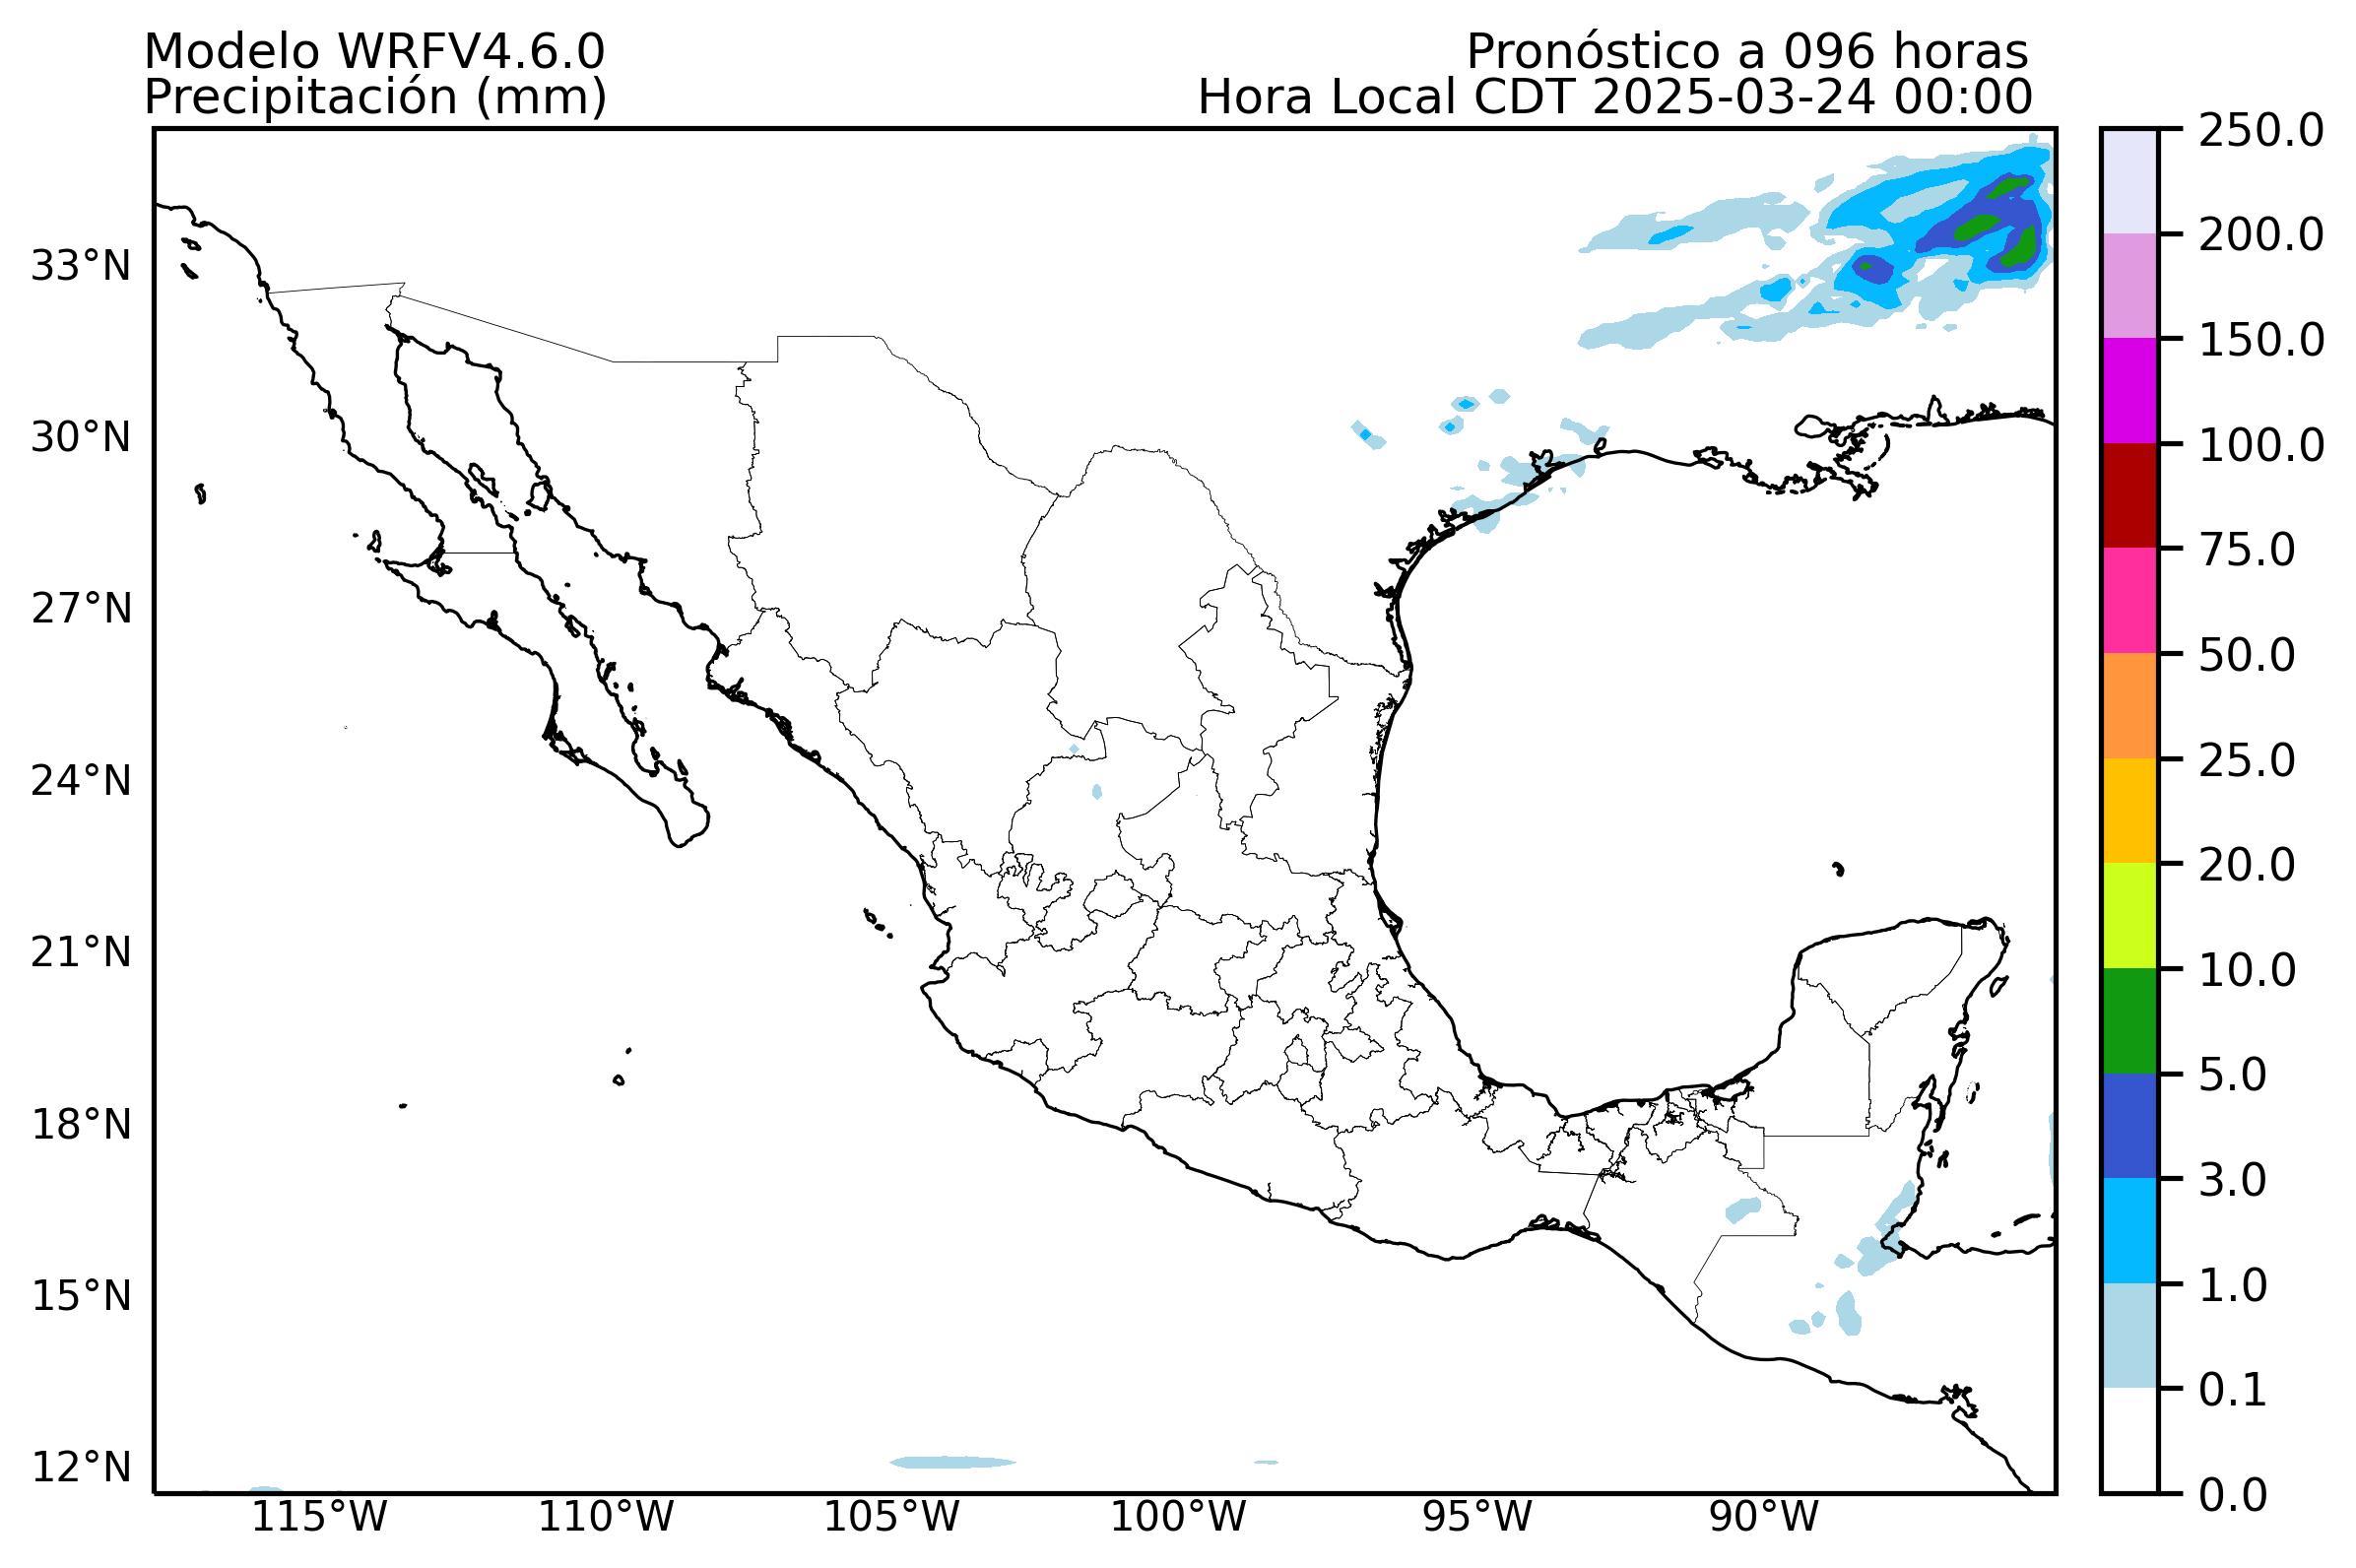 Modelo WRFV4.6.0
Precipitación (mm)
Pronóstico a 096 horas
Hora Local CDT 2025-03-24 00:00
33°N
30°N
27°N
24°N
21°N
18°N
15°N
12°N
115°W
110°W
105°W
100°W
95°W
90°W
250.0
200.0
150.0
100.0
75.0
50.0
25.0
20.0
10.0
5.0
3.0
1.0
0.1
0.0